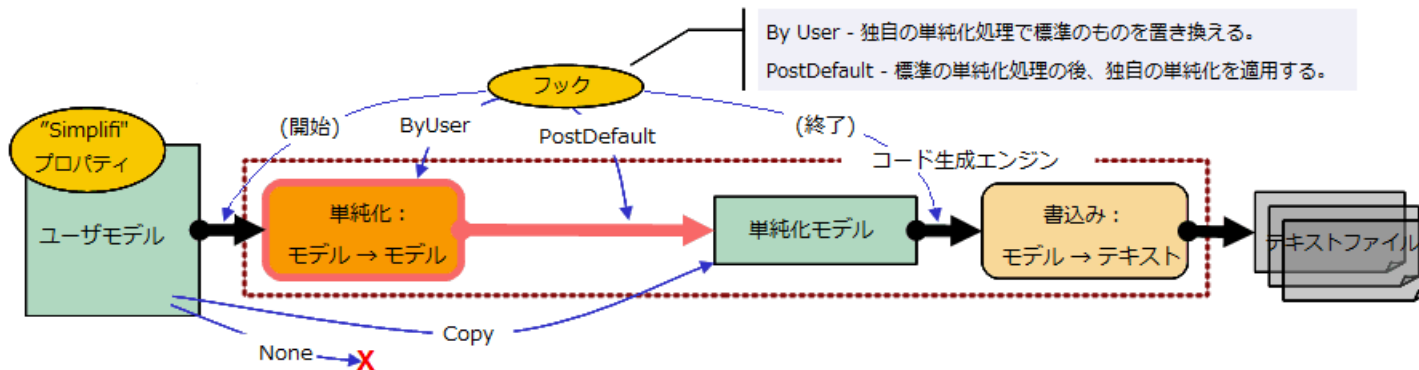 By User - 独自の単純化処理で標準のものを置き換える。
PostDefault - 標準の単純化処理の後、独自の単純化を適用する。
フック
(開始)
ByUser
PostDefault
(終了)
"Simplifi"
プロパティ
コード生成エンジン
ユーザモデル
単純化：
モデル → モデル
単純化モデル
書込み：
モデル → テキスト
テキストファイル
Copy
None
X